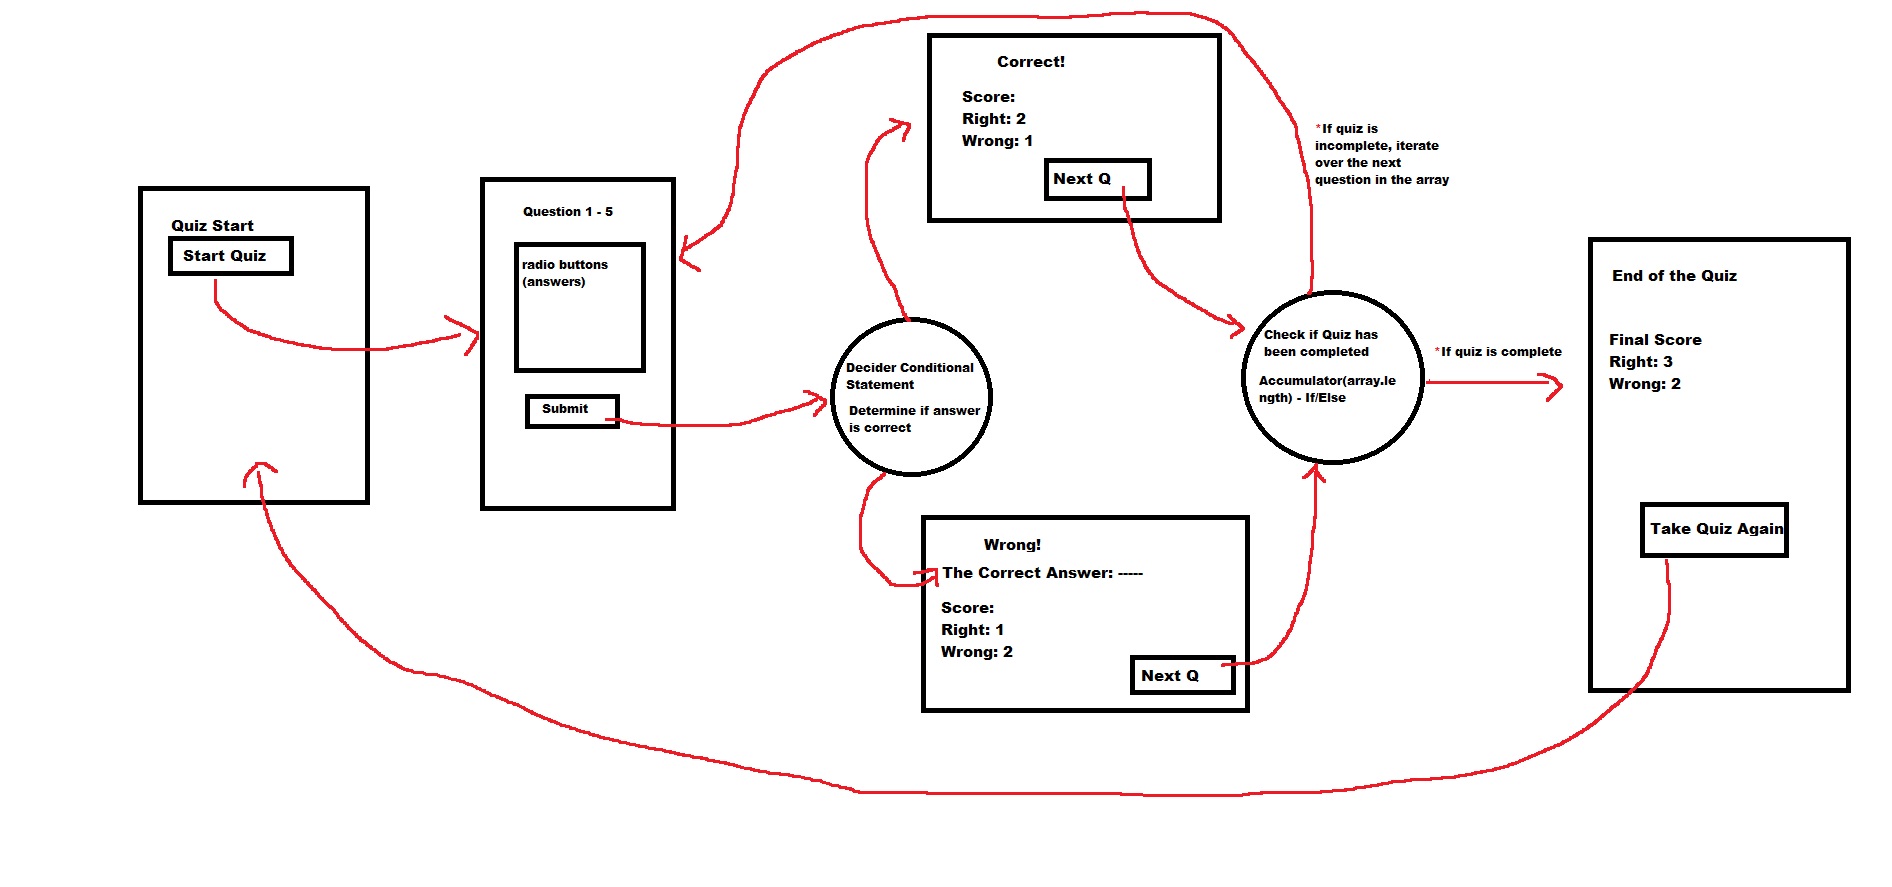 Quiz Start
Start Quiz
Question 1 - 5
radio buttons
(answers)
Submit
Decider Conditional
Statement
Determine if answer
is correct
Correct!
Score:
Right: 2
Wrong: 1
Next Q
Wrong!
The Correct Answer: -----
Score:
Right: 1
Wrong: 2
Next Q
*If quiz is
incomplete, iterate
over the next
question in the array
Check if Quiz has
been completed
Accumulator(array.le
ngth) - If/Else
*If quiz is complete
End of the Quiz
Final Score
Right: 3
Wrong: 2
Take Quiz Again